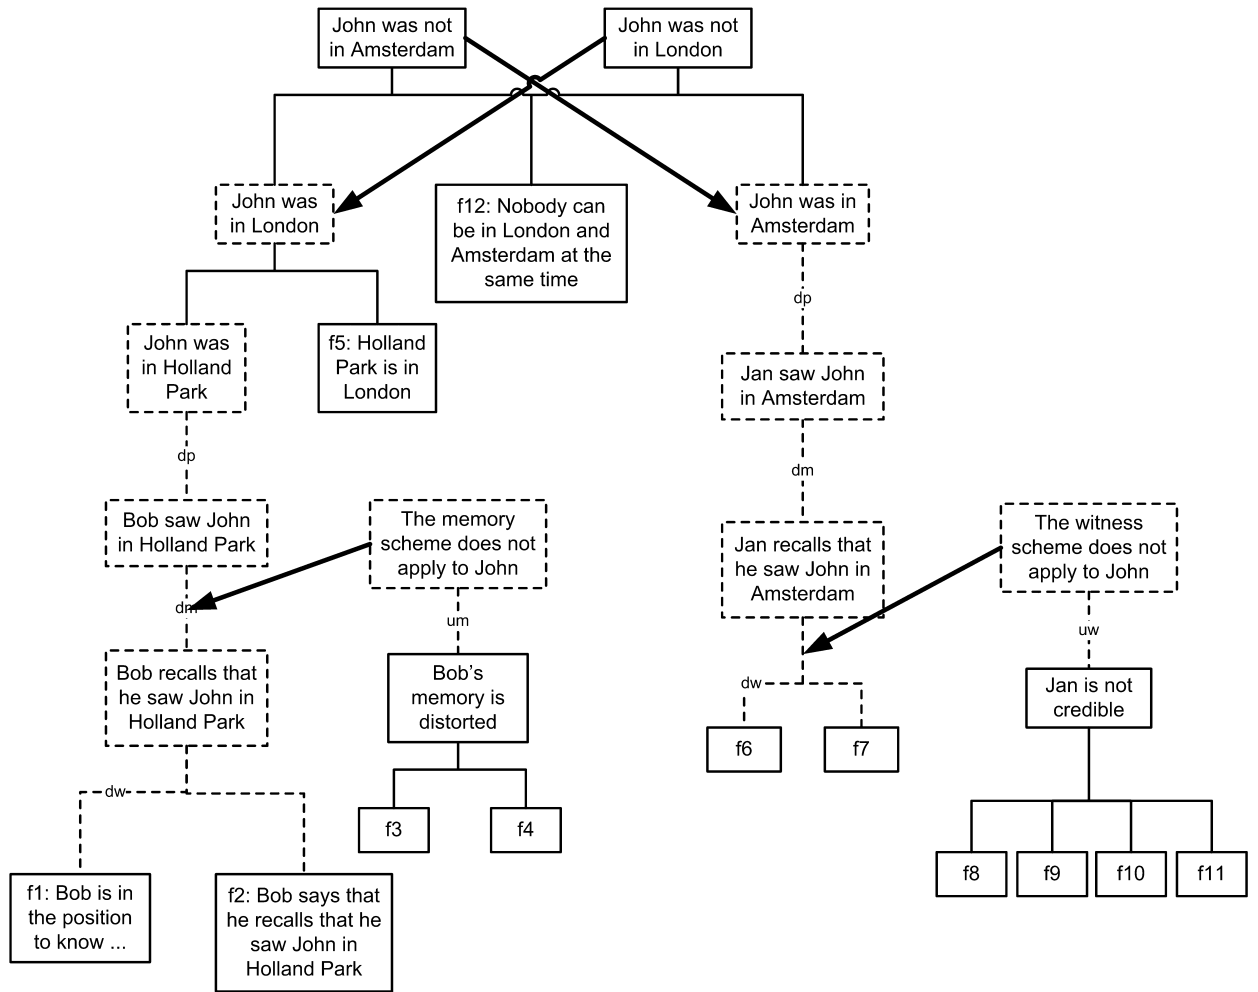 John was not
in Amsterdam
John was not
in London
John was
in London
f12: Nobody can
be in London and
Amsterdam at the
same time
John was in
Amsterdam
dp
John was
in Holland
Park
f5: Holland
Park is in
London
Jan saw John
in Amsterdam
dp
dm
Bob saw John
in Holland Park
The memory
scheme does not
apply to John
Jan recalls that
he saw John in
Amsterdam
The witness
scheme does not
apply to John
dm
um
uw
Bob recalls that
he saw John in
Holland Park
Bob's
memory is
distorted
dw
Jan is not
credible
f6
f7
dw
f3
f4
f8
f9
f10
f11
f1: Bob is in
the position
to know ...
f2: Bob says that
he recalls that he
saw John in
Holland Park